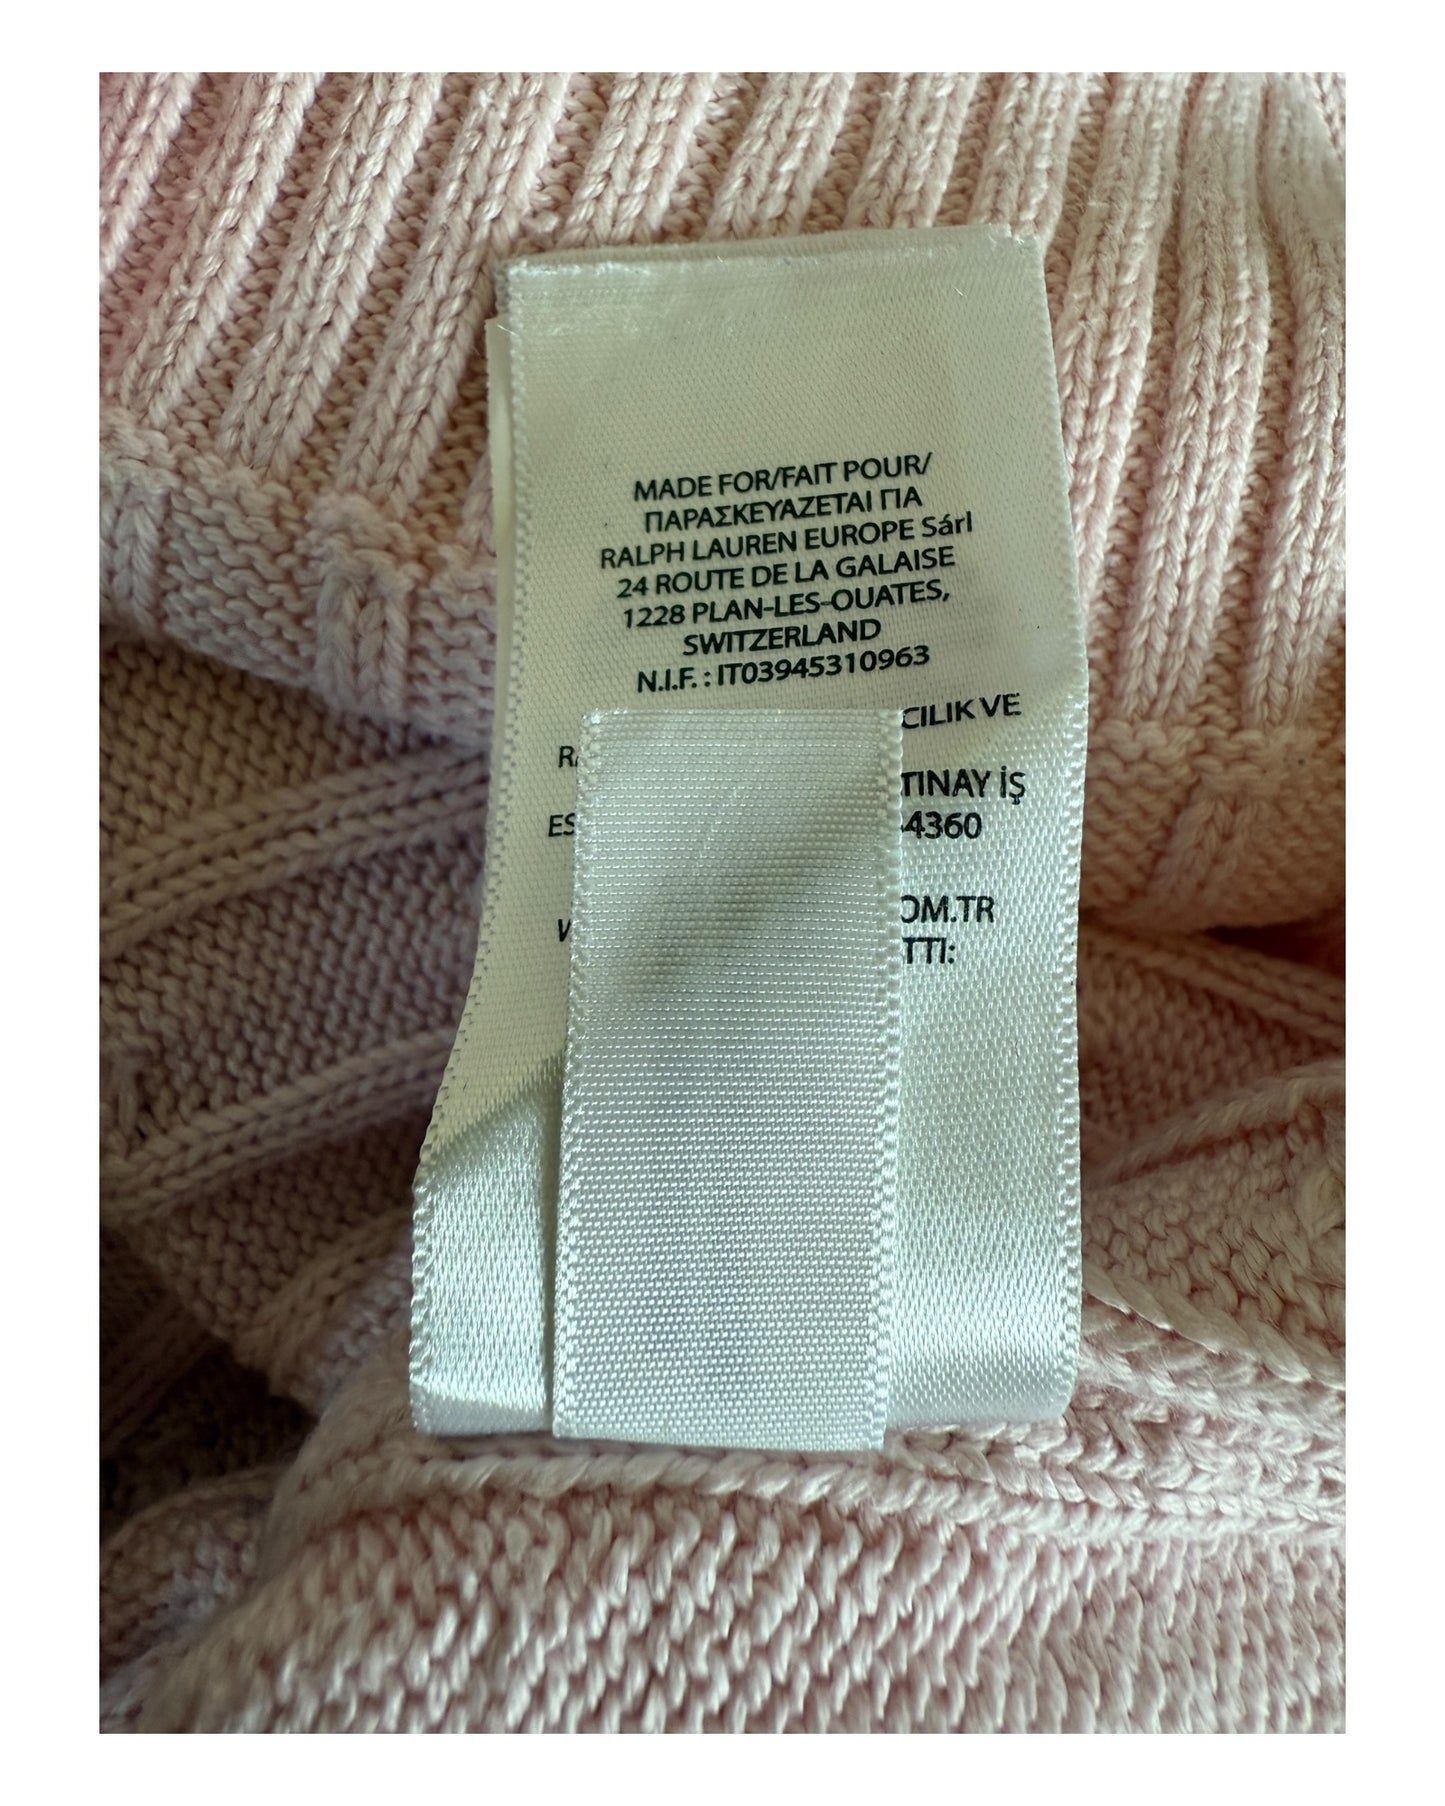 MADE FOR/FAIT POUR/
ΠΑΡΑΣΚΕΥΑΖΕΤΑΙ ΓΙΑ
RALPH LAUREN EUROPE Sárl
24 ROUTE DE LA GALAISE
1228 PLAN-LES-OUATES,
SWITZERLAND
N.I.F. : IT03945310963
CILIK VE
TINAY İŞ
4360
OM.TR
TTI: